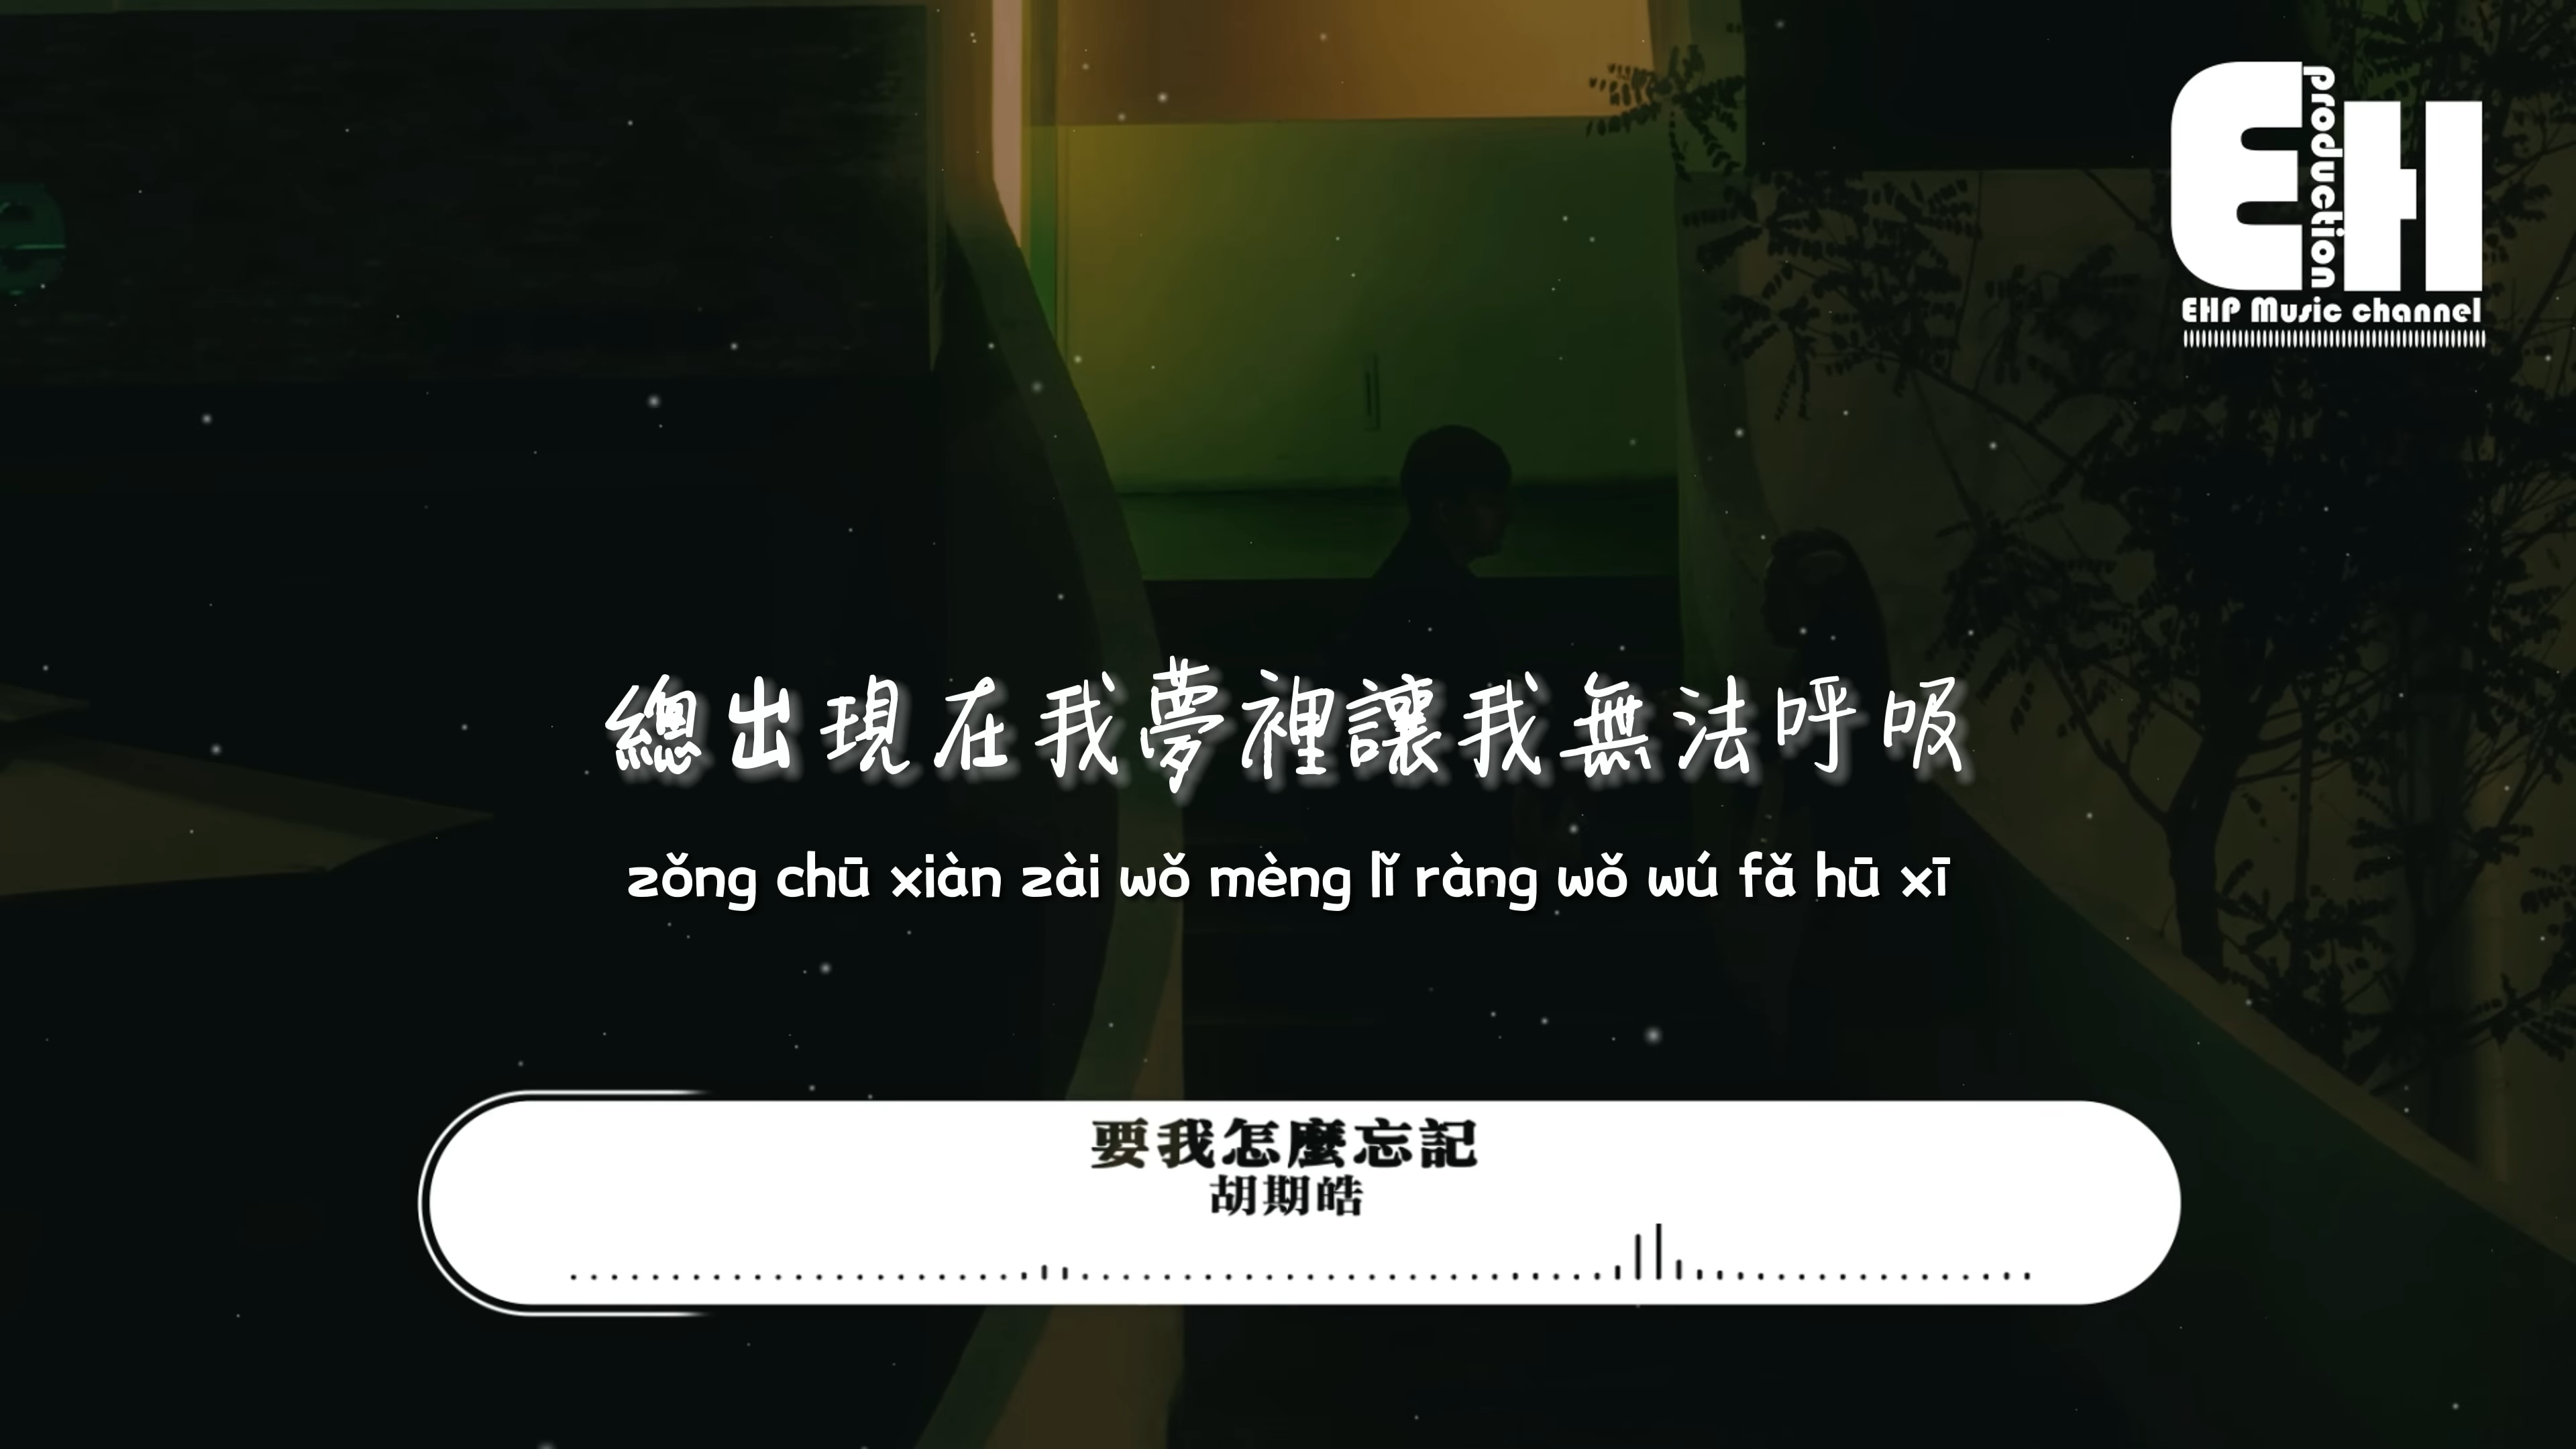 EH
production
EHP Music channel
總出現在我夢裡讓我無法呼吸
zǒng chū xiàn zài wǒ mèng lǐ ràng wǒ wú fǎ hū xī
要我怎麼忘記
胡期皓